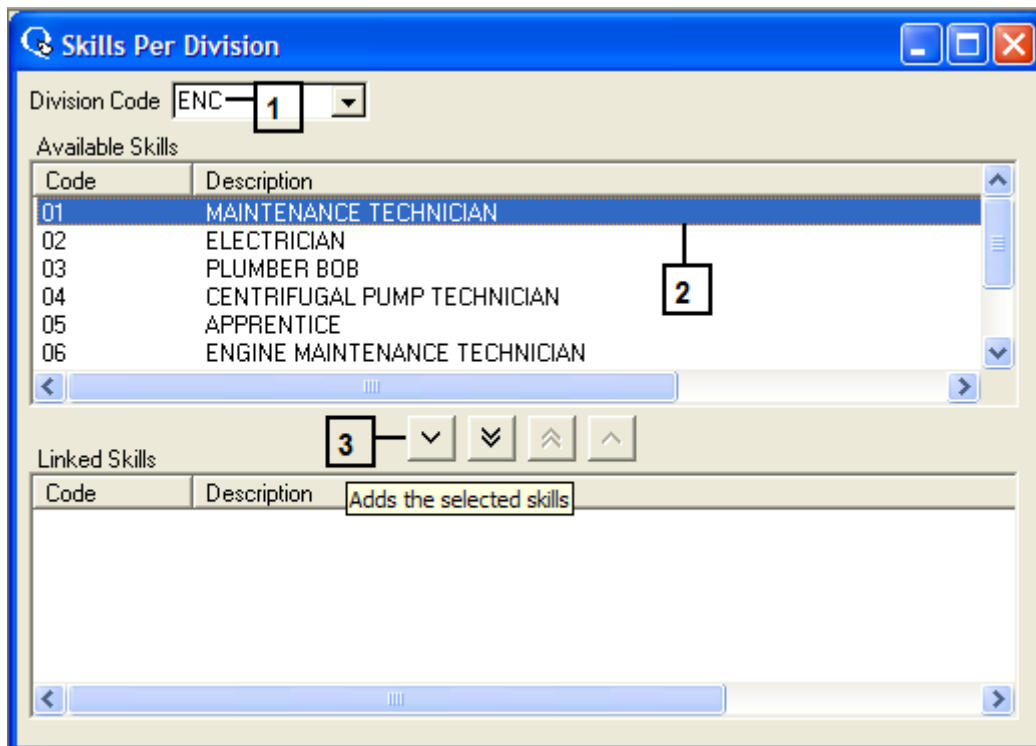 Skills Per Division
Division Code ENC 1
Available Skills
Code Description
01 MAINTENANCE TECHNICIAN
02 ELECTRICIAN
03 PLUMBER BOB
04 CENTRIFUGAL PUMP TECHNICIAN
05 APPRENTICE
06 ENGINE MAINTENANCE TECHNICIAN
2
3
Linked Skills
Code Description
Adds the selected skills